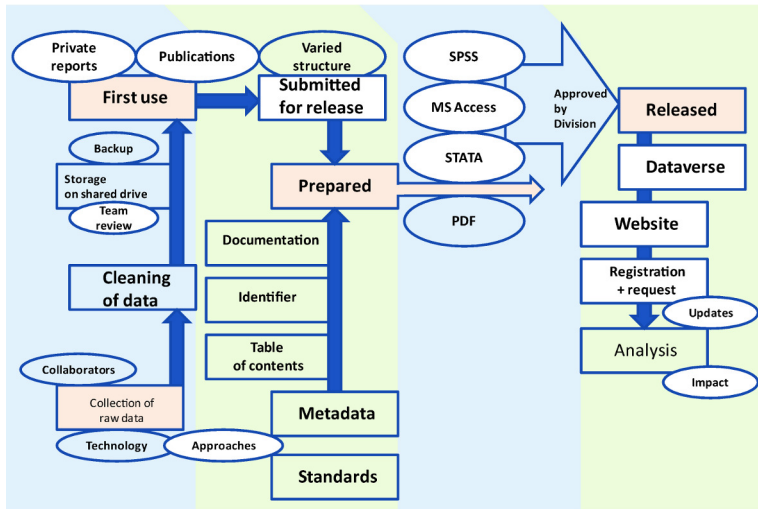 Private
reports
Publications
First use
Backup
Storage
on shared drive
Team
review
Cleaning
of data
Collaborators
Collection of
raw data
Technology
Approaches
Varied
structure
Submitted
for release
Prepared
Documentation
Identifier
Table
of contents
Metadata
Standards
SPSS
MS Access
STATA
PDF
Approved
by
Division
Released
Dataverse
Website
Registration
+ request
Updates
Analysis
Impact